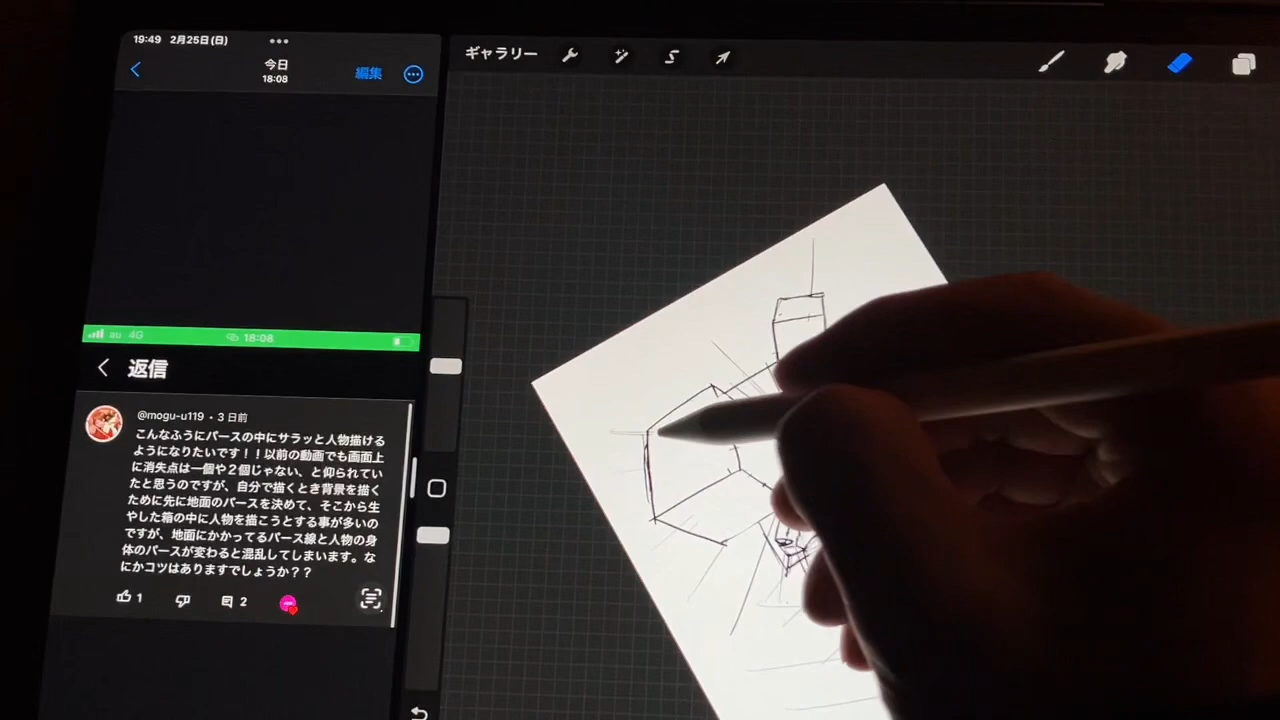 19:49 2月25日(日)
今日
18:08
編集
ギャラリー
au 4G
18:08
返信
@mogu-u119・3日前
こんなふうにパースの中にサラッと人物描ける
ようになりたいです！！以前の動画でも画面上
に消失点は一個や２個じゃない、と仰られてい
たと思うのですが、自分で描くとき背景を描く
ために先に地面のパースを決めて、そこから生
やした箱の中に人物を描こうとする事が多いの
ですが、地面にかかってるパース線と人物の身
体のパースが変わると混乱してしまいます。な
にかコツはありますでしょうか？？
1
2